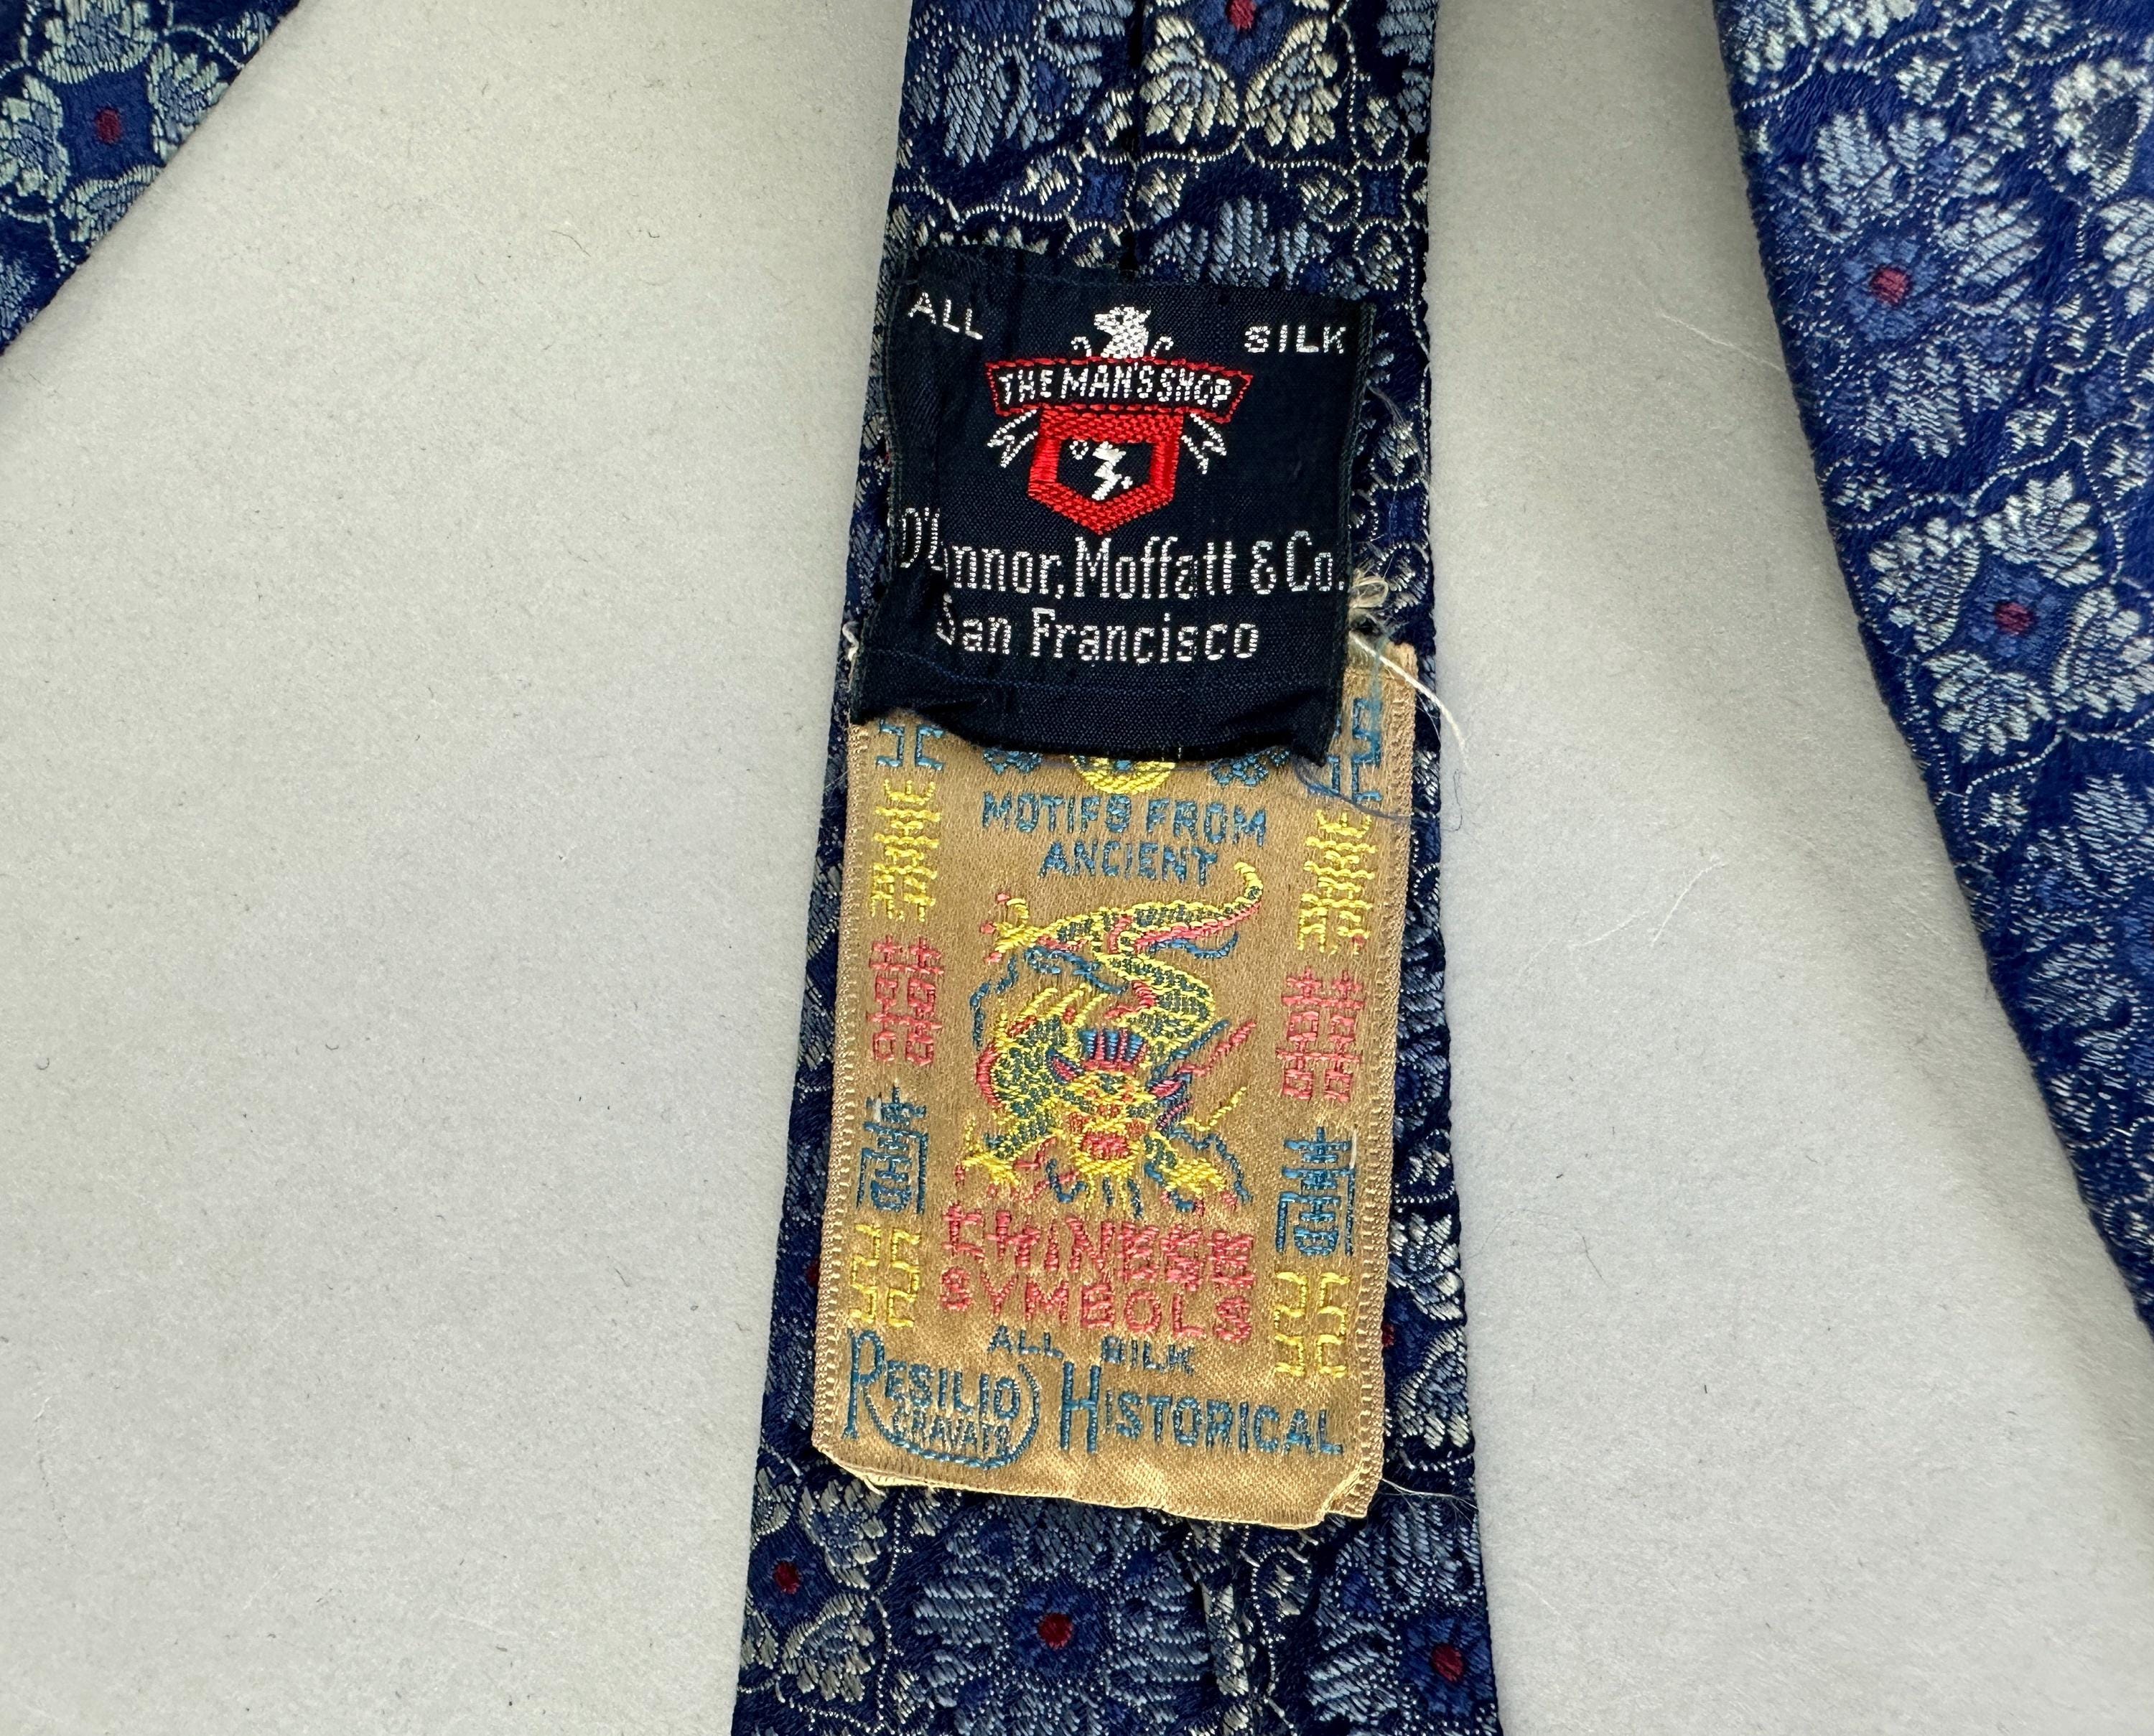 ALL SILK
THE MAN'S SHOP
O'Connor, Moffatt & Co.
San Francisco
MOTIFS FROM
ANCIENT
CHINESE
SYMBOLS
ALL SILK
RESILIO HISTORICAL
CRAVATS